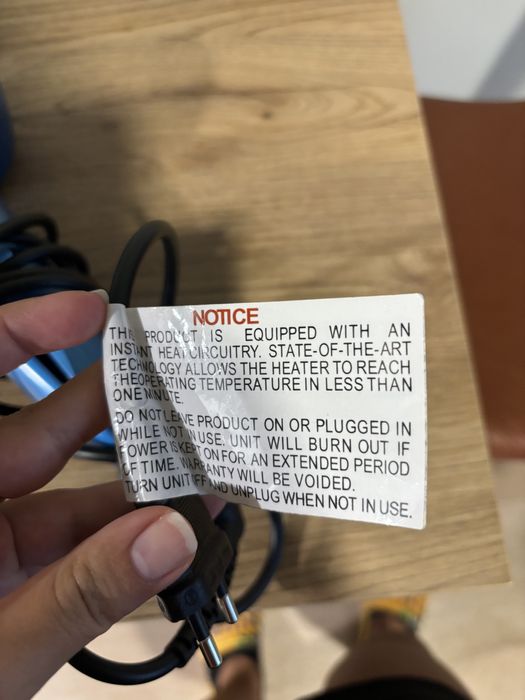 NOTICE
THIS PRODUCT IS EQUIPPED WITH AN
INSTANT HEAT CIRCUITRY. STATE-OF-THE-ART
TECHNOLOGY ALLOWS THE HEATER TO REACH
THE OPERATING TEMPERATURE IN LESS THAN
ONE MINUTE.
DO NOT LEAVE PRODUCT ON OR PLUGGED IN
WHILE NOT IN USE. UNIT WILL BURN OUT IF
POWER IS KEPT ON FOR AN EXTENDED PERIOD
OF TIME. WARRANTY WILL BE VOIDED.
TURN UNIT OFF AND UNPLUG WHEN NOT IN USE.